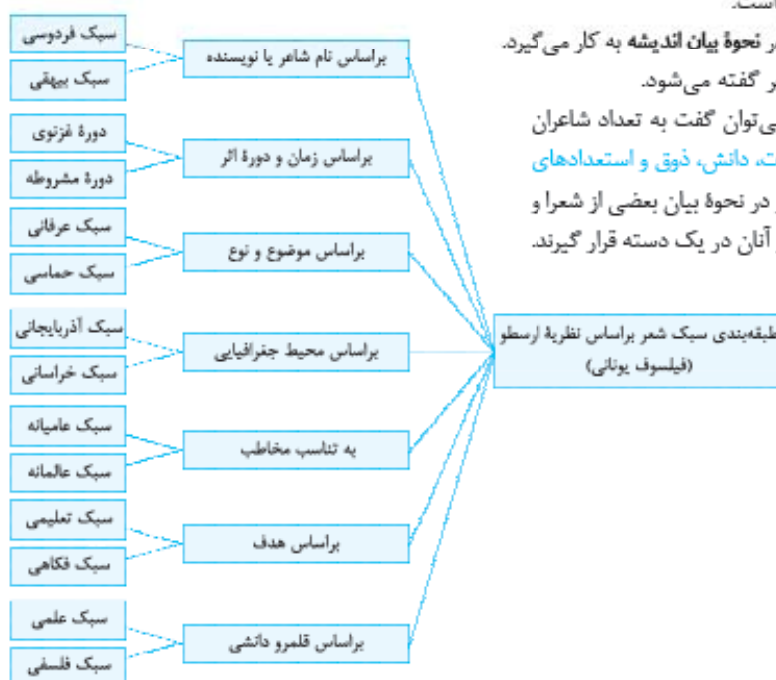 است.
نحوهٔ بیان اندیشه به کار می‌گیرد.
گفته می‌شود.
می‌توان گفت به تعداد شاعران
دانش، ذوق و استعدادهای
در نحوهٔ بیان بعضی از شعرا و
آنان در یک دسته قرار گیرند.
طبقه‌بندی سبک شعر براساس نظریهٔ ارسطو
(فیلسوف یونانی)
براساس نام شاعر یا نویسنده
سبک فردوسی
سبک بیهقی
براساس زمان و دورهٔ اثر
دورهٔ غزنوی
دورهٔ مشروطه
براساس موضوع و نوع
سبک عرفانی
سبک حماسی
براساس محیط جغرافیایی
سبک آذربایجانی
سبک خراسانی
به تناسب مخاطب
سبک عامیانه
سبک عالمانه
براساس هدف
سبک تعلیمی
سبک فکاهی
براساس قلمرو دانشی
سبک علمی
سبک فلسفی